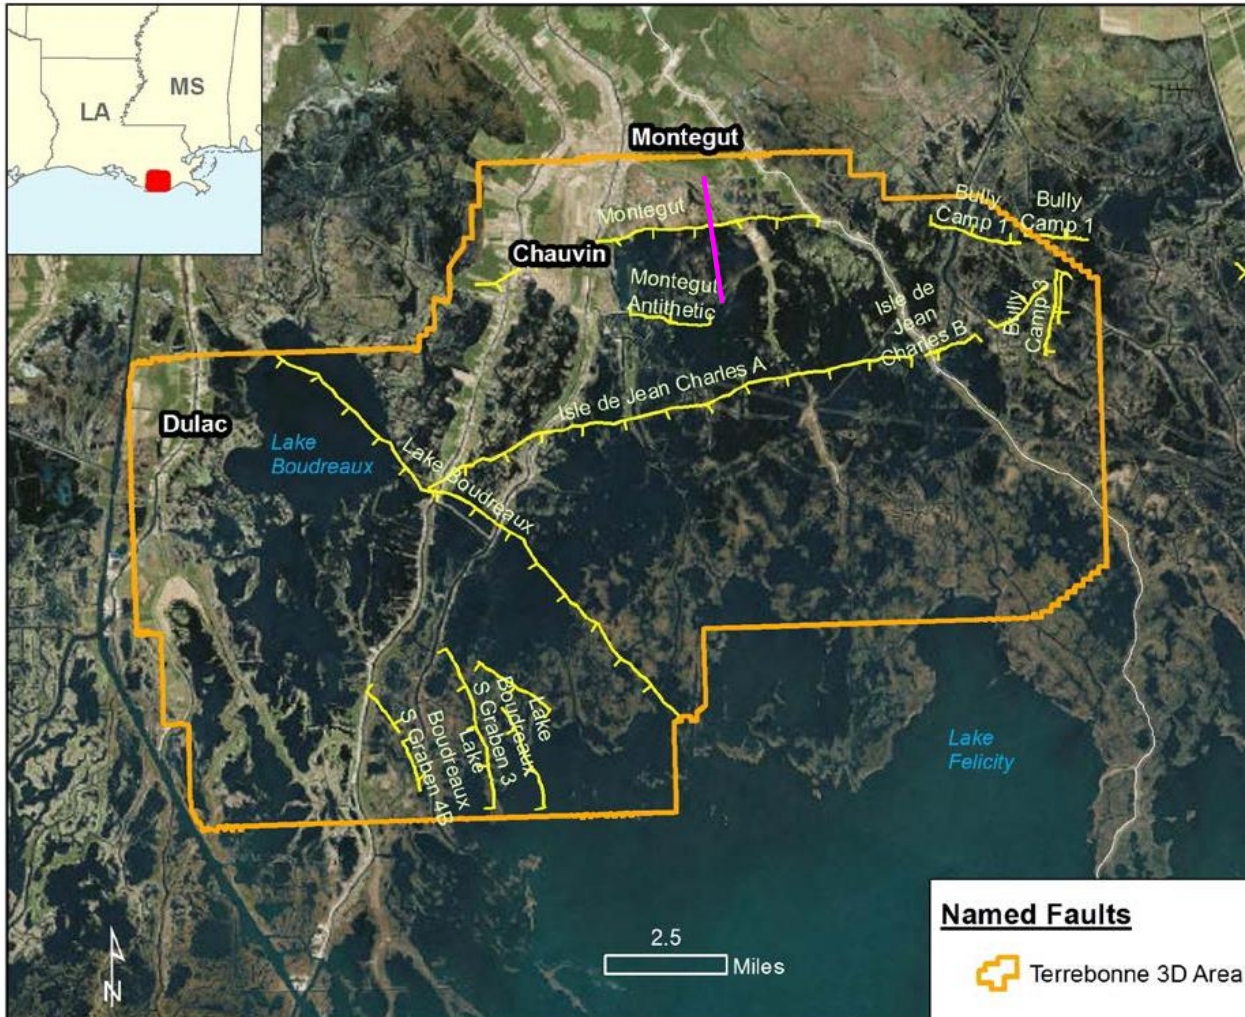 MS
LA
Montegut
Montegut
Bully
Camp 1
Bully
Camp 1
Chauvin
Montegut
Antithetic
Isle de
Jean
Charles B
Bully
Camp 3
Isle de Jean Charles A
Dulac
Lake
Boudreaux
Lake Boudreaux
Lake
Boudreaux
S Graben 3
Lake
Boudreaux
S Graben 4B
Lake
Felicity
2.5
Miles
N
Named Faults
Terrebonne 3D Area